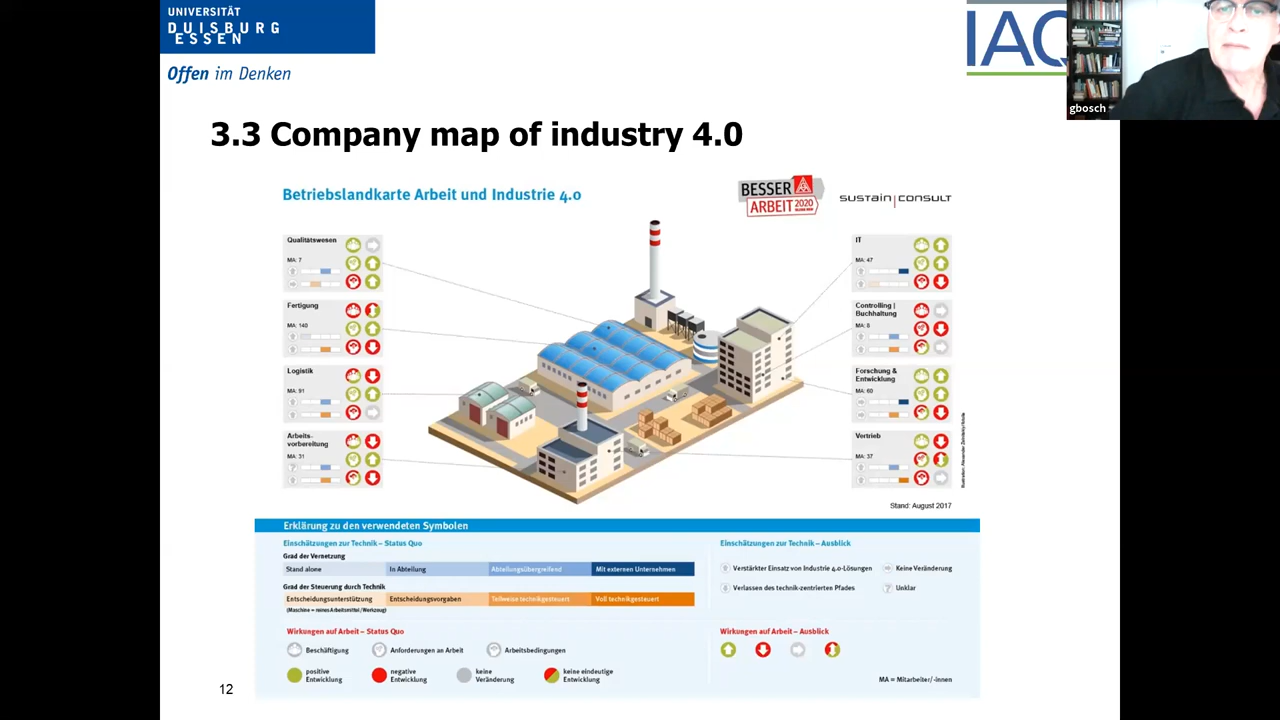 UNIVERSITÄT
DUISBURG
ESSEN
Offen im Denken
IAQ
gbosch
3.3 Company map of industry 4.0
Betriebslandkarte Arbeit und Industrie 4.0
BESSER
ARBEIT 2020
SUSTAIN CONSULT
Qualitätswesen
MA: 7
Fertigung
MA: 140
Logistik
MA: 91
Arbeits-
vorbereitung
MA: 31
IT
MA: 47
Controlling |
Buchhaltung
MA: 8
Forschung &
Entwicklung
MA: 60
Vertrieb
MA: 37
Stand: August 2017
Erklärung zu den verwendeten Symbolen
Einschätzungen zur Technik – Status Quo
Grad der Vernetzung
Stand alone
In Abteilung
Abteilungsübergreifend
Mit externen Unternehmen
Grad der Steuerung durch Technik
Entscheidungsunterstützung
Entscheidungsvorgaben
Teilweise technikgesteuert
Voll technikgesteuert
(Maschine = reines Arbeitsmittel/Werkzeug)
Wirkungen auf Arbeit – Status Quo
Beschäftigung
Anforderungen an Arbeit
Arbeitsbedingungen
positive
Entwicklung
negative
Entwicklung
keine
Veränderung
keine eindeutige
Entwicklung
Einschätzungen zur Technik – Ausblick
Verstärkter Einsatz von Industrie 4.0-Lösungen
Keine Veränderung
Verlassen des technik-zentrierten Pfades
Unklar
Wirkungen auf Arbeit – Ausblick
MA = Mitarbeiter/-innen
12